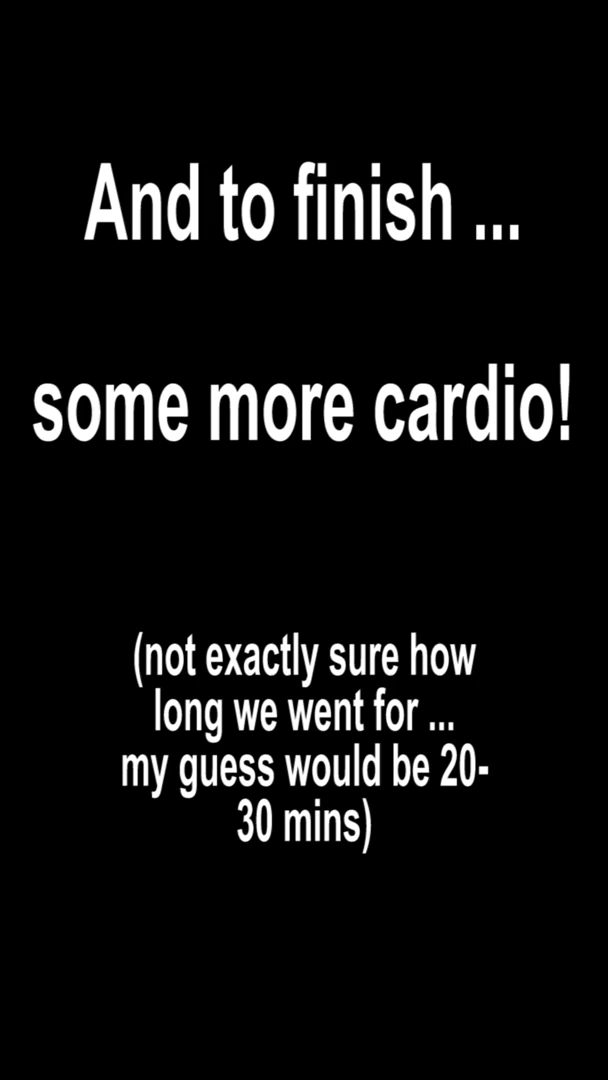 And to finish ...
some more cardio!
(not exactly sure how
long we went for ...
my guess would be 20-
30 mins)